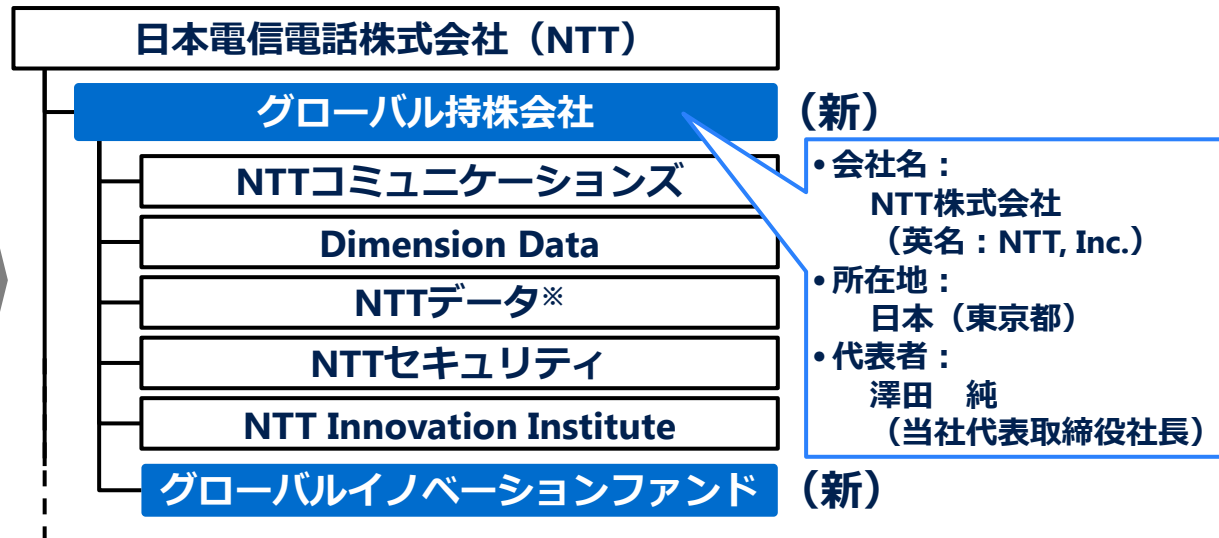 日本電信電話株式会社（NTT）
グローバル持株会社
（新）
NTTコミュニケーションズ
Dimension Data
NTTデータ※
NTTセキュリティ
NTT Innovation Institute
グローバルイノベーションファンド
（新）
•会社名：
NTT株式会社
（英名：NTT, Inc.）
•所在地：
日本（東京都）
•代表者：
澤田　純
（当社代表取締役社長）